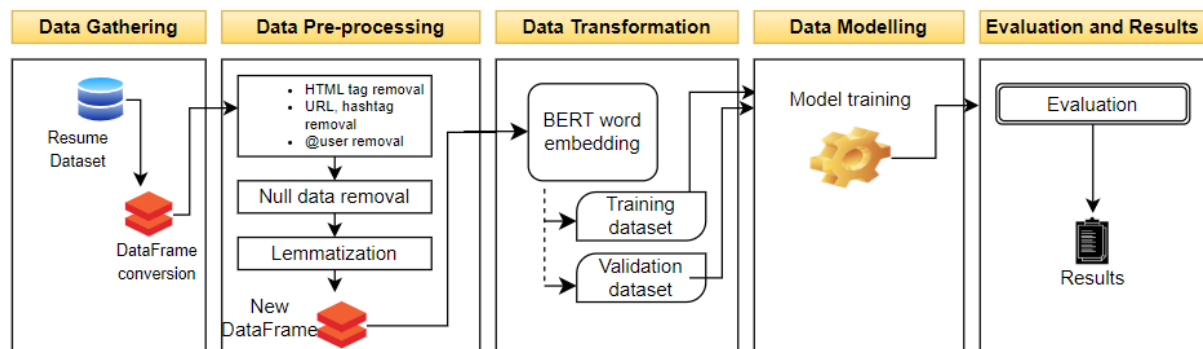 Data Gathering
Data Pre-processing
Data Transformation
Data Modelling
Evaluation and Results
Resume
Dataset
DataFrame
conversion
• HTML tag removal
• URL, hashtag
removal
• @user removal
Null data removal
Lemmatization
New
DataFrame
BERT word
embedding
Training
dataset
Validation
dataset
Model training
Evaluation
Results